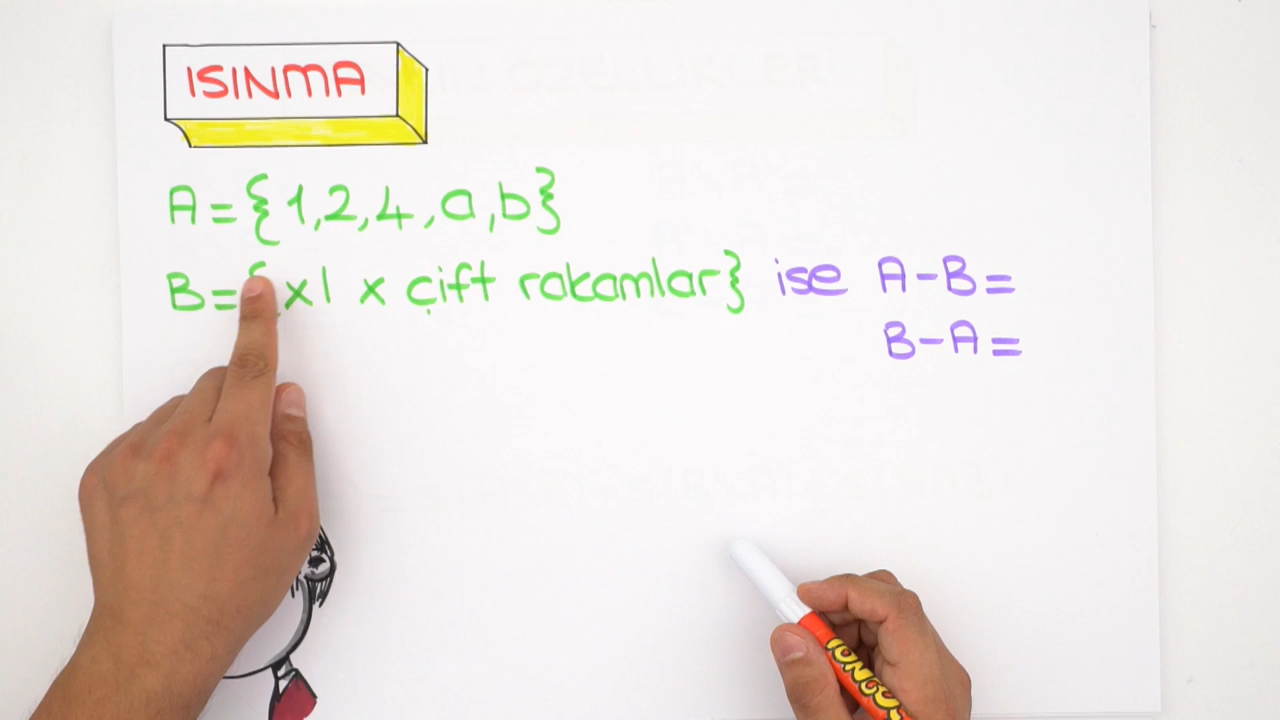 ISINMA
A={1,2,4,a,b}
B={x| x çift rakamlar} ise A-B=
B-A=